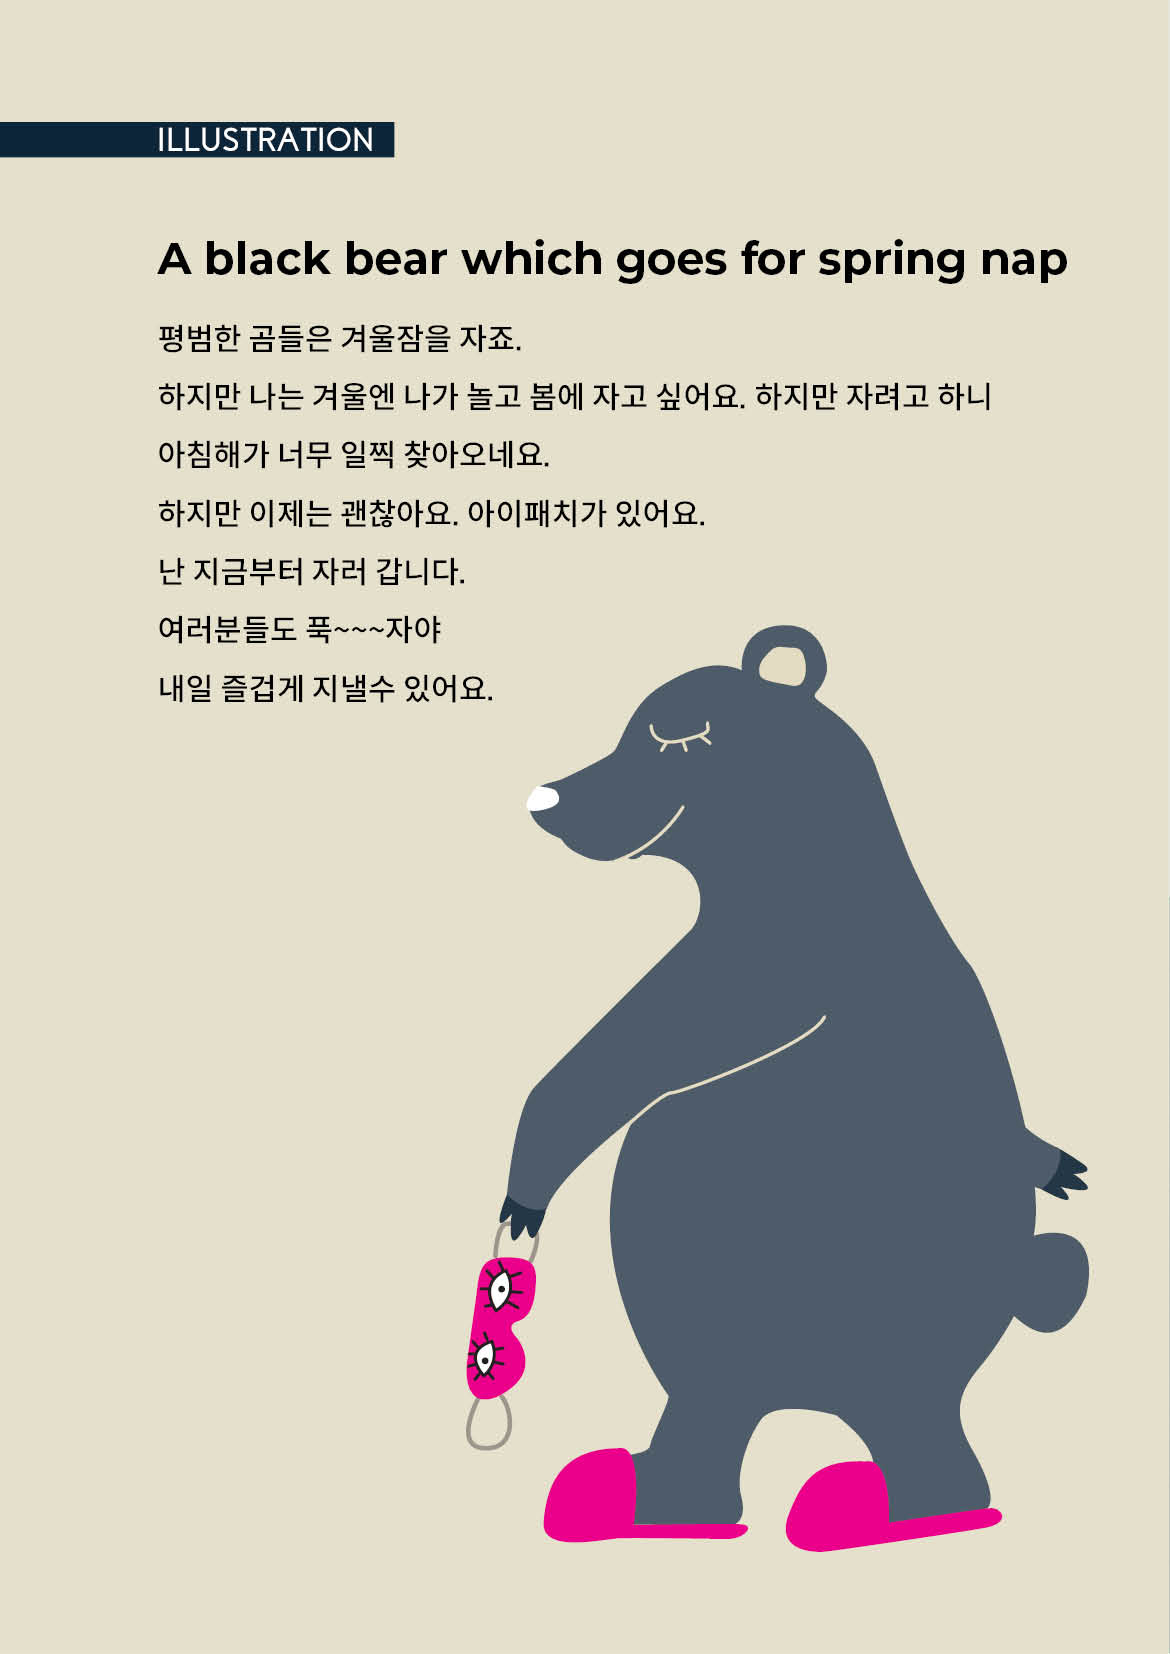 ILLUSTRATION
A black bear which goes for spring nap
평범한 곰들은 겨울잠을 자죠.
하지만 나는 겨울엔 나가 놀고 봄에 자고 싶어요. 하지만 자려고 하니
아침해가 너무 일찍 찾아오네요.
하지만 이제는 괜찮아요. 아이패치가 있어요.
난 지금부터 자러 갑니다.
여러분들도 푹~~~자야
내일 즐겁게 지낼수 있어요.